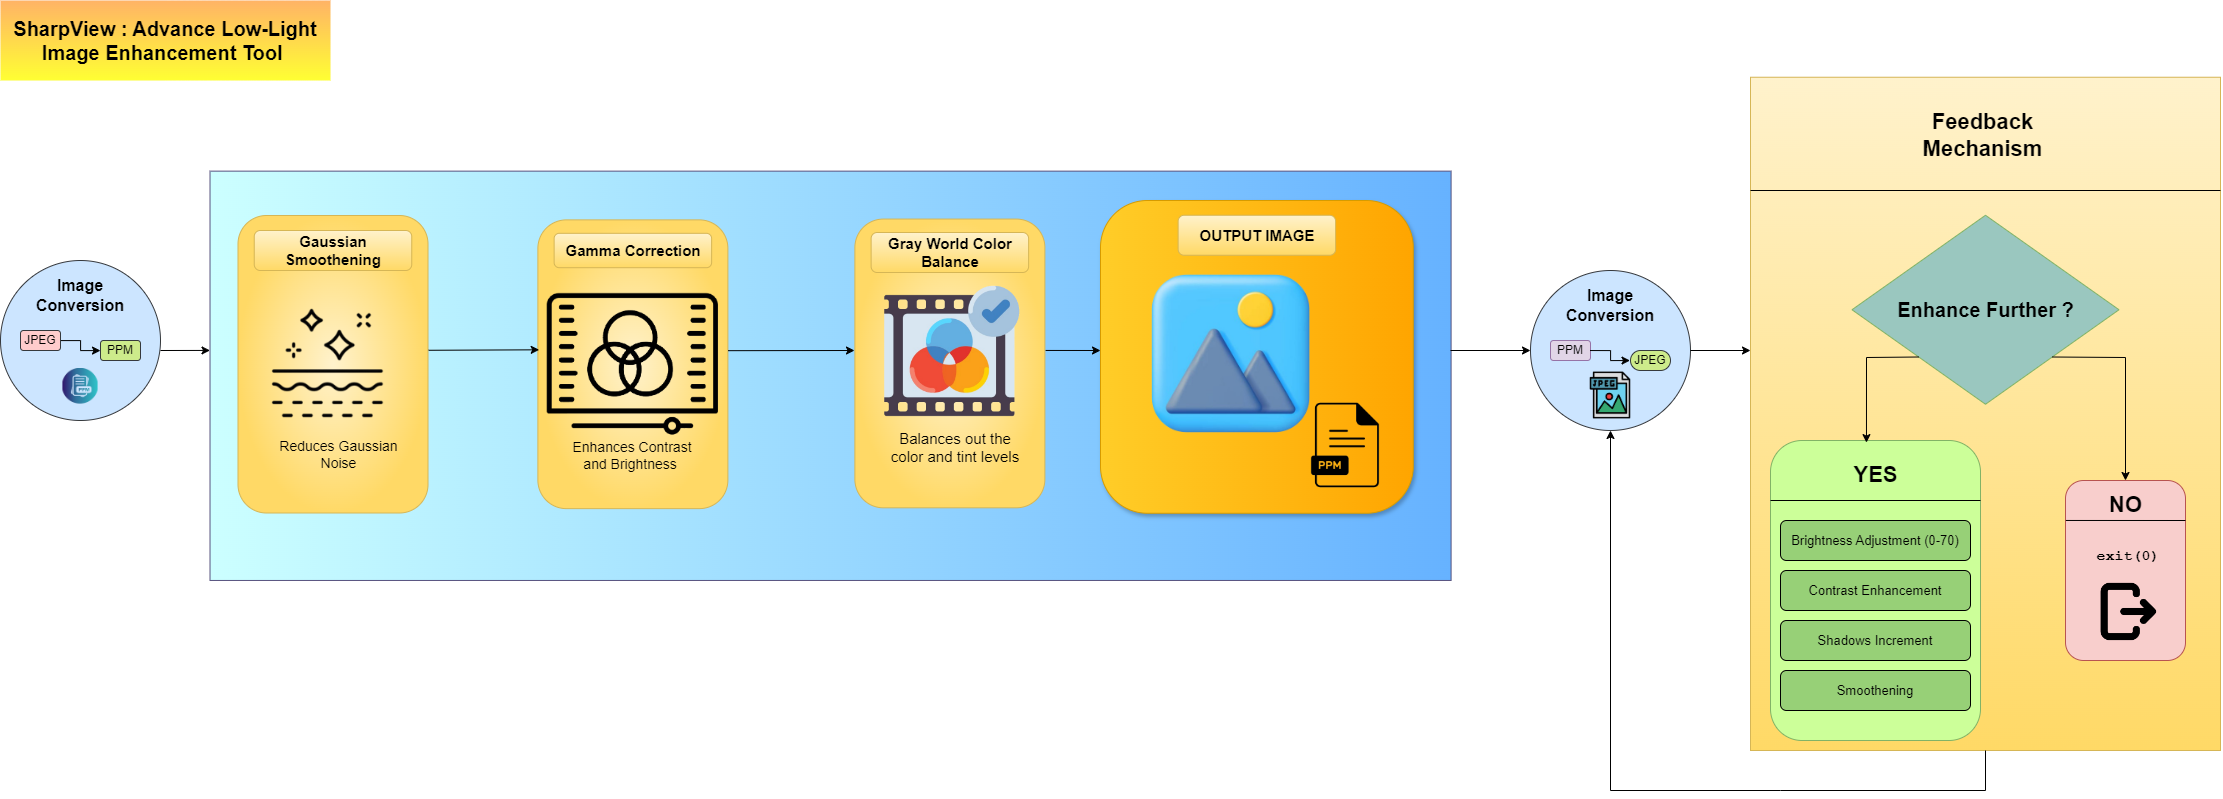 SharpView : Advance Low-Light
Image Enhancement Tool
Image
Conversion
JPEG
PPM
PPM
Gaussian
Smoothening
Reduces Gaussian
Noise
Gamma Correction
Enhances Contrast
and Brightness
Gray World Color
Balance
Balances out the
color and tint levels
OUTPUT IMAGE
PPM
Image
Conversion
PPM
JPEG
JPEG
Feedback
Mechanism
Enhance Further ?
YES
Brightness Adjustment (0-70)
Contrast Enhancement
Shadows Increment
Smoothening
NO
exit(0)